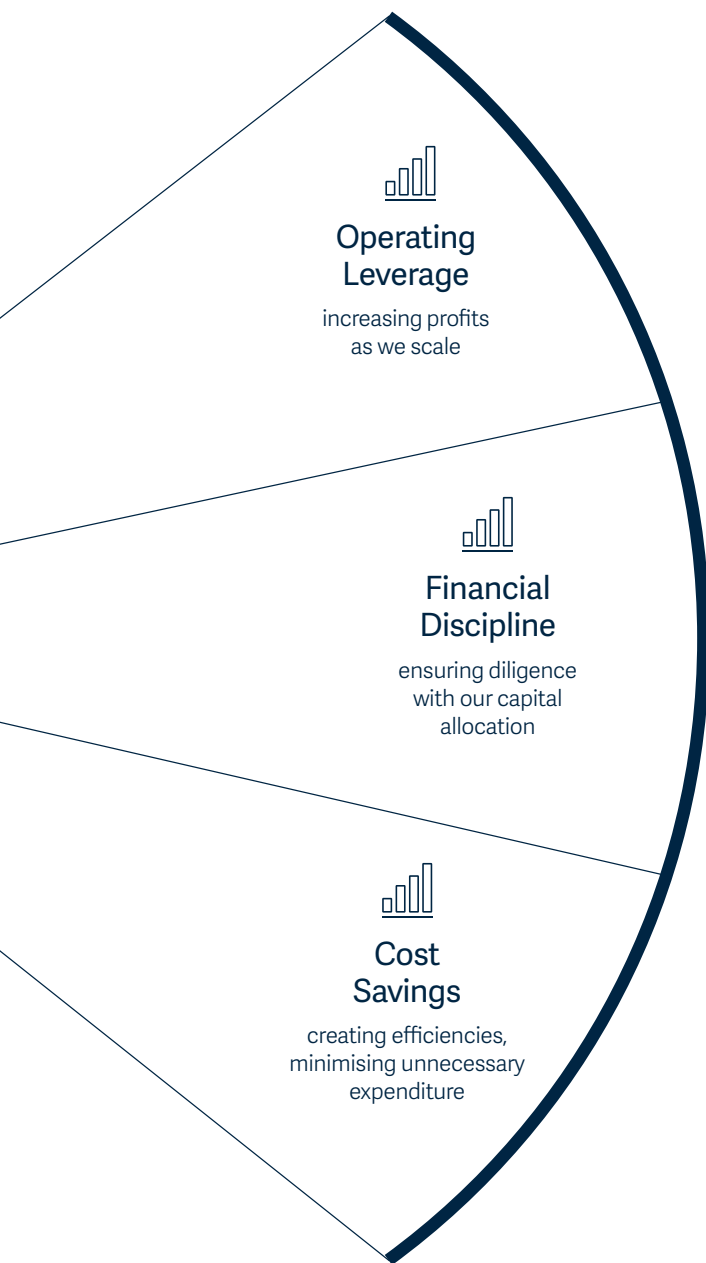 Operating
Leverage
increasing profits
as we scale
Financial
Discipline
ensuring diligence
with our capital
allocation
Cost
Savings
creating efficiencies,
minimising unnecessary
expenditure